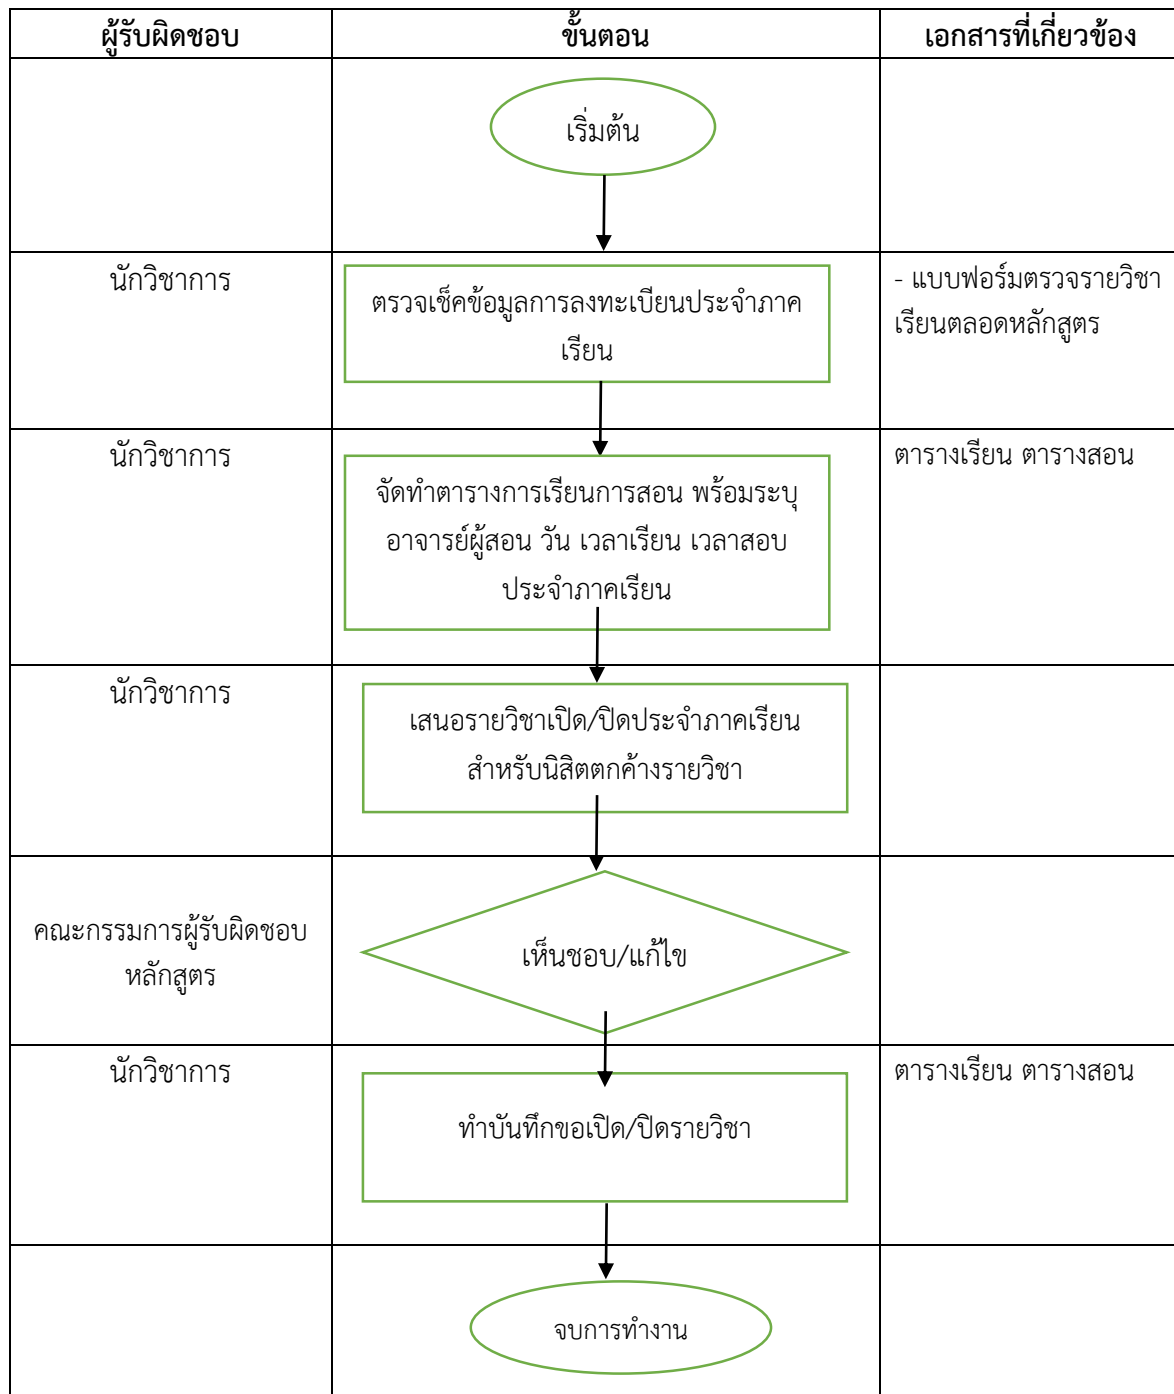 ผู้รับผิดชอบ
ขั้นตอน
เอกสารที่เกี่ยวข้อง
เริ่มต้น
นักวิชาการ
ตรวจเช็คข้อมูลการลงทะเบียนประจำภาค
เรียน
- แบบฟอร์มตรวจรายวิชา
เรียนตลอดหลักสูตร
นักวิชาการ
จัดทำตารางการเรียนการสอน พร้อมระบุ
อาจารย์ผู้สอน วัน เวลาเรียน เวลาสอบ
ประจำภาคเรียน
ตารางเรียน ตารางสอน
นักวิชาการ
เสนอรายวิชาเปิด/ปิดประจำภาคเรียน
สำหรับนิสิตตกค้างรายวิชา
คณะกรรมการผู้รับผิดชอบ
หลักสูตร
เห็นชอบ/แก้ไข
นักวิชาการ
ทำบันทึกขอเปิด/ปิดรายวิชา
ตารางเรียน ตารางสอน
จบการทำงาน